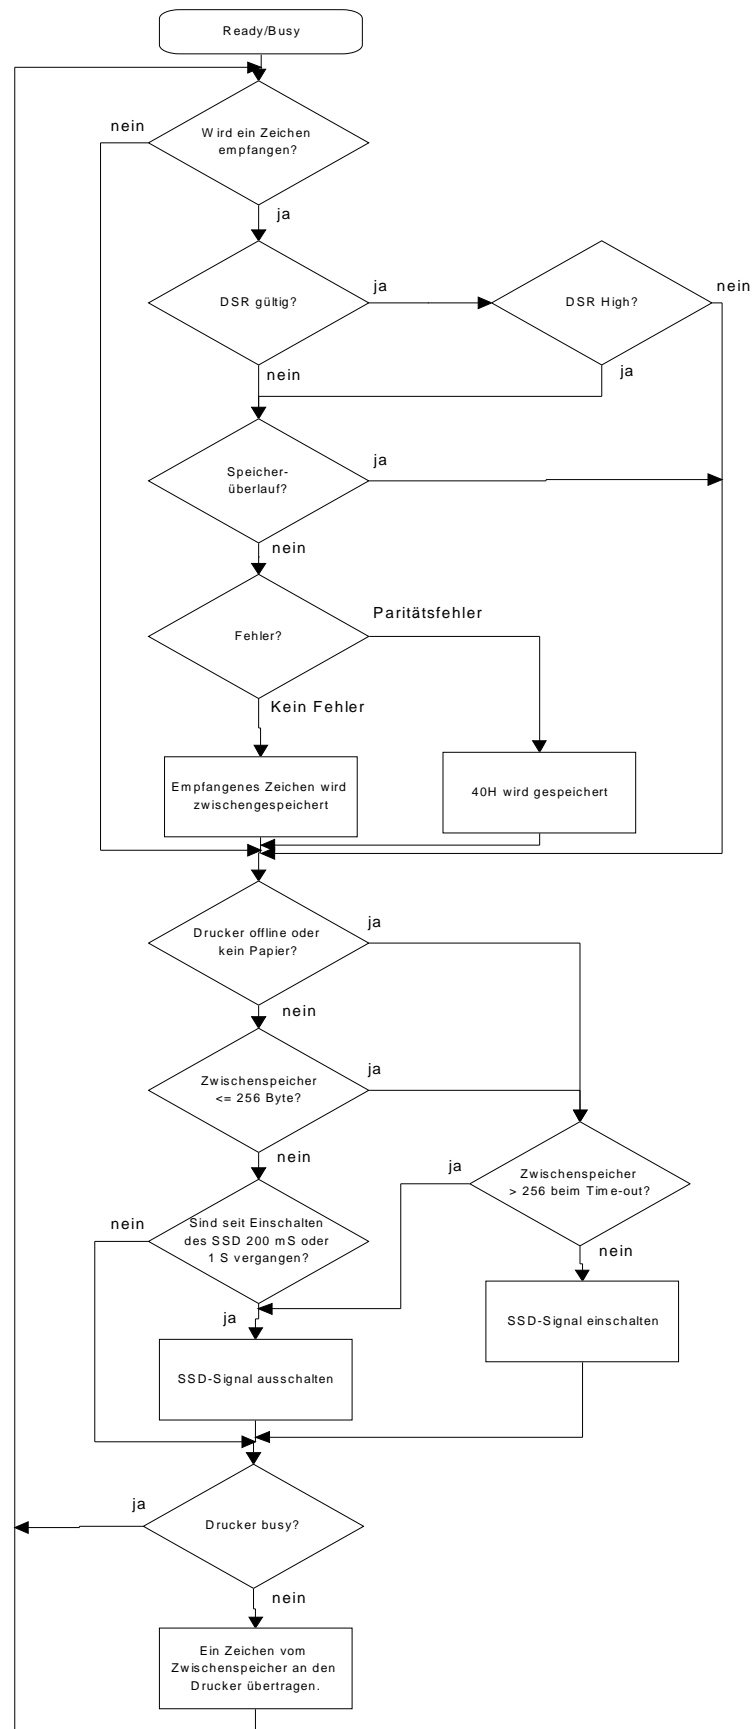 Ready/Busy
nein
Wird ein Zeichen
empfangen?
ja
DSR gültig?
ja
DSR High?
nein
nein
ja
Speicher-
überlauf?
ja
nein
Paritätsfehler
Fehler?
Kein Fehler
Empfangenes Zeichen wird
zwischengespeichert
40H wird gespeichert
Drucker offline oder
kein Papier?
ja
nein
Zwischenspeicher
<= 256 Byte?
ja
nein
ja
Zwischenspeicher
> 256 beim Time-out?
nein
Sind seit Einschalten
des SSD 200 mS oder
1 S vergangen?
nein
ja
SSD-Signal einschalten
SSD-Signal ausschalten
ja
Drucker busy?
nein
Ein Zeichen vom
Zwischenspeicher an den
Drucker übertragen.